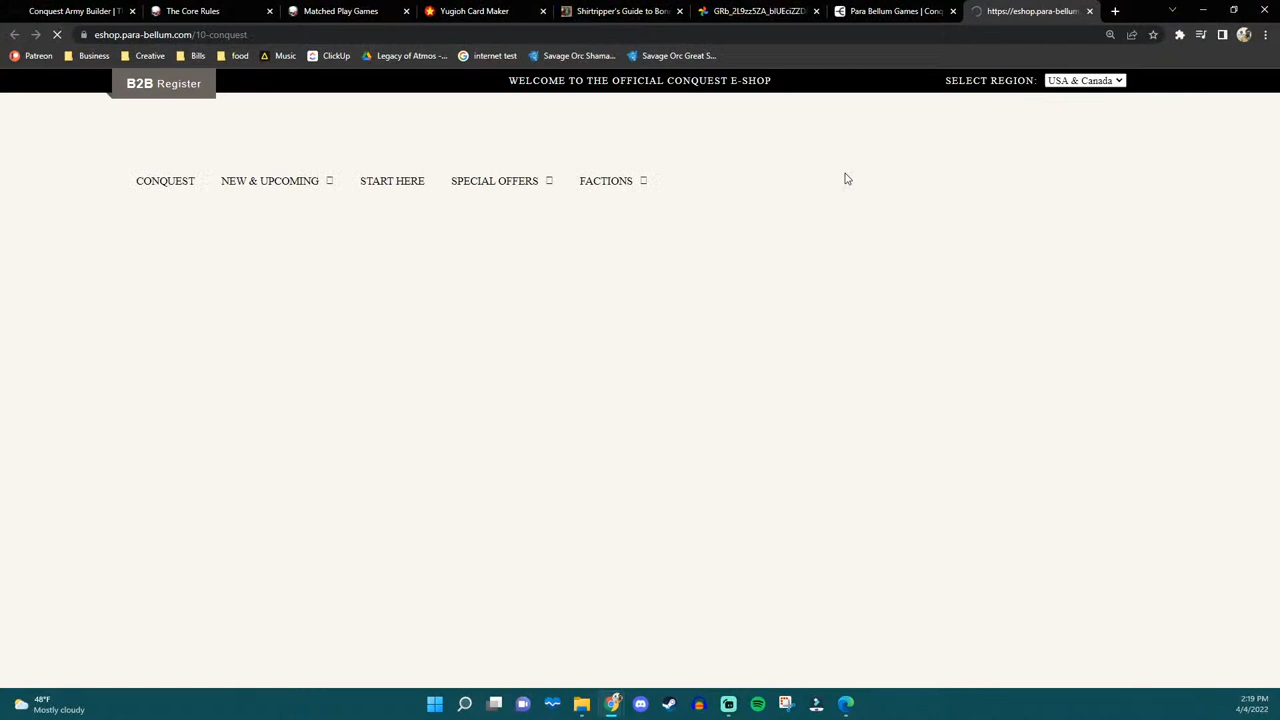 Conquest Army Builder | T
The Core Rules
Matched Play Games
Yugioh Card Maker
Shirtripper's Guide to Bon
GRb_2L9zz5ZA_bIUEciZZD
Para Bellum Games | Conq
https://eshop.para-bellum.
eshop.para-bellum.com/10-conquest
Patreon
Business
Creative
Bills
food
Music
ClickUp
Legacy of Atmos -...
internet test
Savage Orc Shama...
Savage Orc Great S...
B2B Register
WELCOME TO THE OFFICIAL CONQUEST E-SHOP
SELECT REGION: USA & Canada
CONQUEST
NEW & UPCOMING
START HERE
SPECIAL OFFERS
FACTIONS
48°F
Mostly cloudy
2:19 PM
4/4/2022